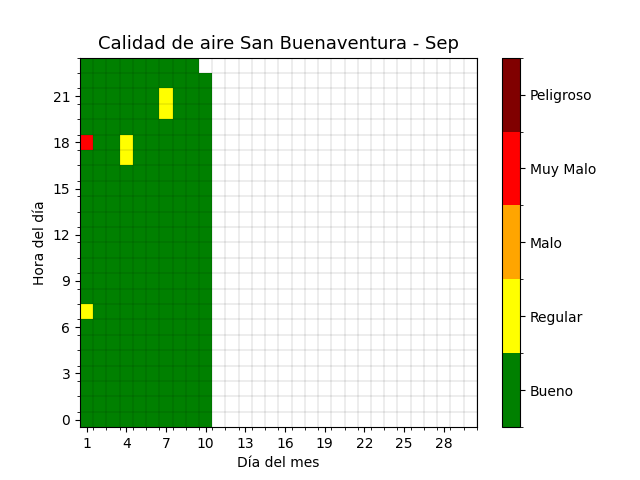 Calidad de aire San Buenaventura - Sep
Hora del día
21
18
15
12
9
6
3
0
1 4 7 10 13 16 19 22 25 28
Día del mes
Peligroso
Muy Malo
Malo
Regular
Bueno